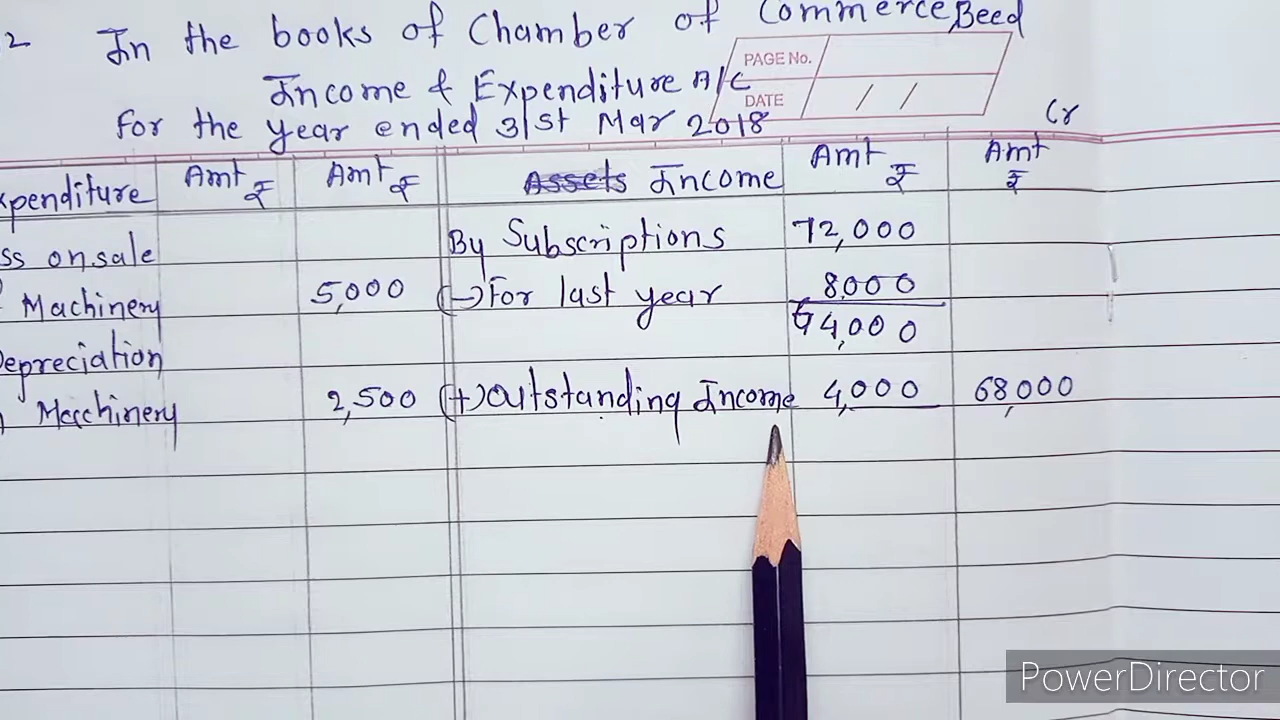 2 In the books of Chamber of Commerce, Beed
Income & Expenditure A/C
For the year ended 31st Mar 2018
PAGE No.
DATE / /
Cr
xpenditure Amt ₹ Amt ₹ Assets Income Amt ₹ Amt ₹
ss on sale By Subscriptions 72,000
Machinery 5,000 (-) For last year 8,000
64,000
Depreciation
Machinery 2,500 (+) Outstanding Income 4,000 68,000
PowerDirector